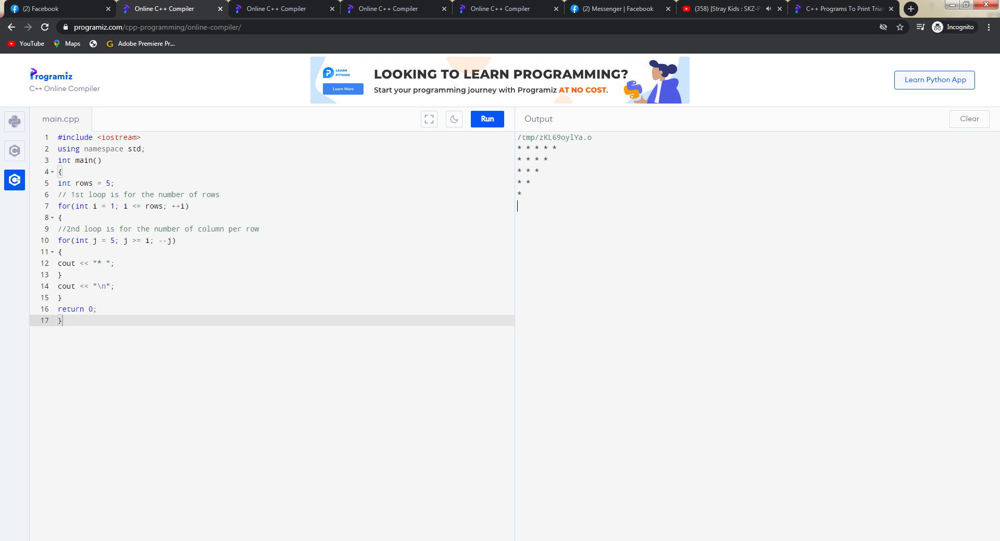 (2) Facebook
Online C++ Compiler
Online C++ Compiler
Online C++ Compiler
Online C++ Compiler
(2) Messenger | Facebook
(358) [Stray Kids : SKZ-P
C++ Programs To Print Trian
programiz.com/cpp-programming/online-compiler/
Incognito
YouTube
Maps
Adobe Premiere Pr...
Programiz
C++ Online Compiler
LEARN
PYTHON
Learn More
LOOKING TO LEARN PROGRAMMING?
Start your programming journey with Programiz AT NO COST.
Learn Python App
main.cpp
Run
Output
Clear
1 #include <iostream>
2 using namespace std;
3 int main()
4 {
5 int rows = 5;
6 // 1st loop is for the number of rows
7 for(int i = 1; i <= rows; ++i)
8 {
9 //2nd loop is for the number of column per row
10 for(int j = 5; j >= i; --j)
11 {
12 cout << "* ";
13 }
14 cout << "\n";
15 }
16 return 0;
17 }
/tmp/zKL69oylYa.o
* * * * *
* * * *
* * *
* *
*